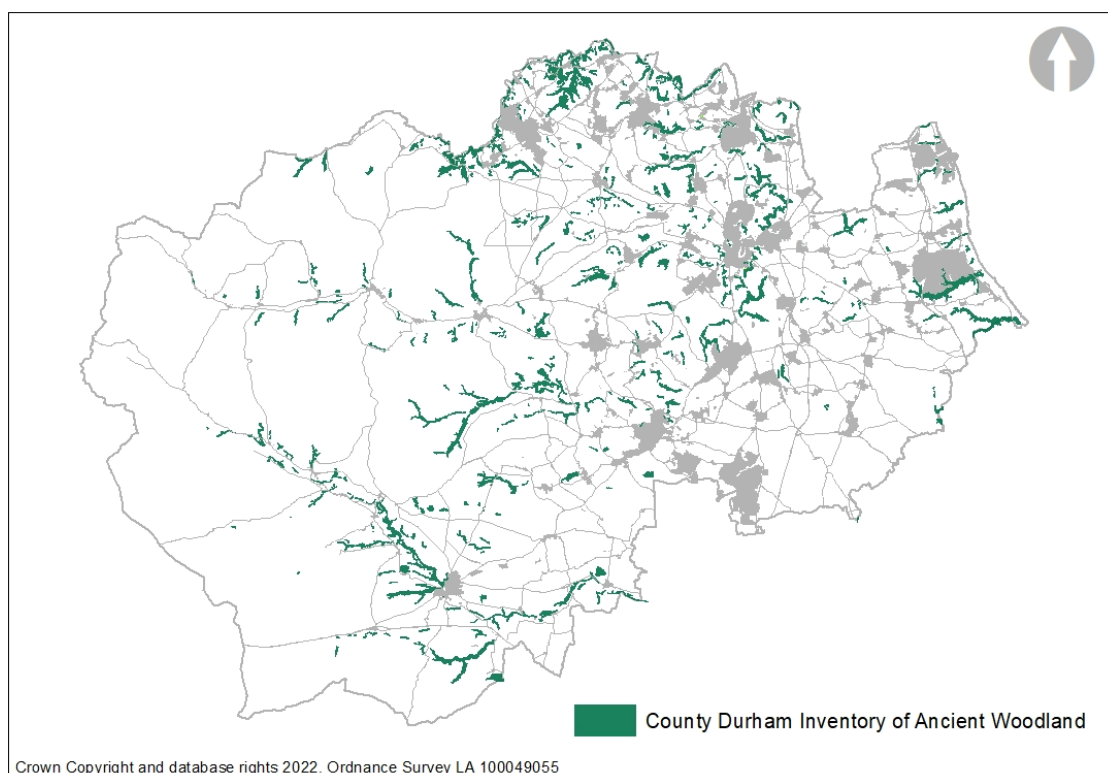 County Durham Inventory of Ancient Woodland
Crown Copyright and database rights 2022. Ordnance Survey LA 100049055